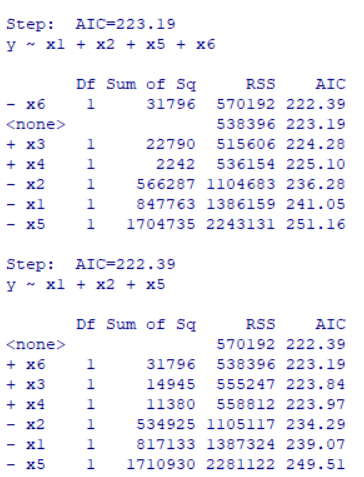 Step:  AIC=223.19
y ~ x1 + x2 + x5 + x6
       Df Sum of Sq     RSS    AIC
- x6    1     31796  570192 222.39
<none>               538396 223.19
+ x3    1     22790  515606 224.28
+ x4    1      2242  536154 225.10
- x2    1    566287 1104683 236.28
- x1    1    847763 1386159 241.05
- x5    1   1704735 2243131 251.16
Step:  AIC=222.39
y ~ x1 + x2 + x5
       Df Sum of Sq     RSS    AIC
<none>               570192 222.39
+ x6    1     31796  538396 223.19
+ x3    1     14945  555247 223.84
+ x4    1     11380  558812 223.97
- x2    1    534925 1105117 234.29
- x1    1    817133 1387324 239.07
- x5    1   1710930 2281122 249.51